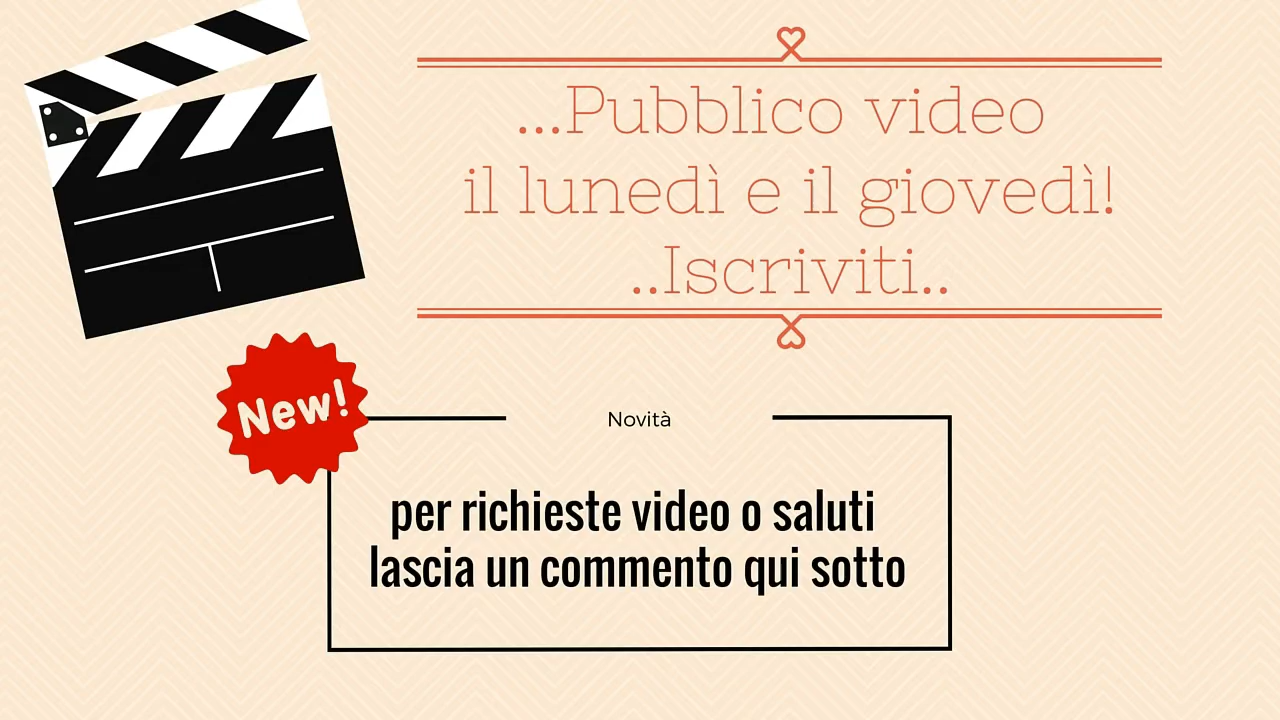 ...Pubblico video
il lunedì e il giovedì!
..Iscriviti..
New!
Novità
per richieste video o saluti
lascia un commento qui sotto